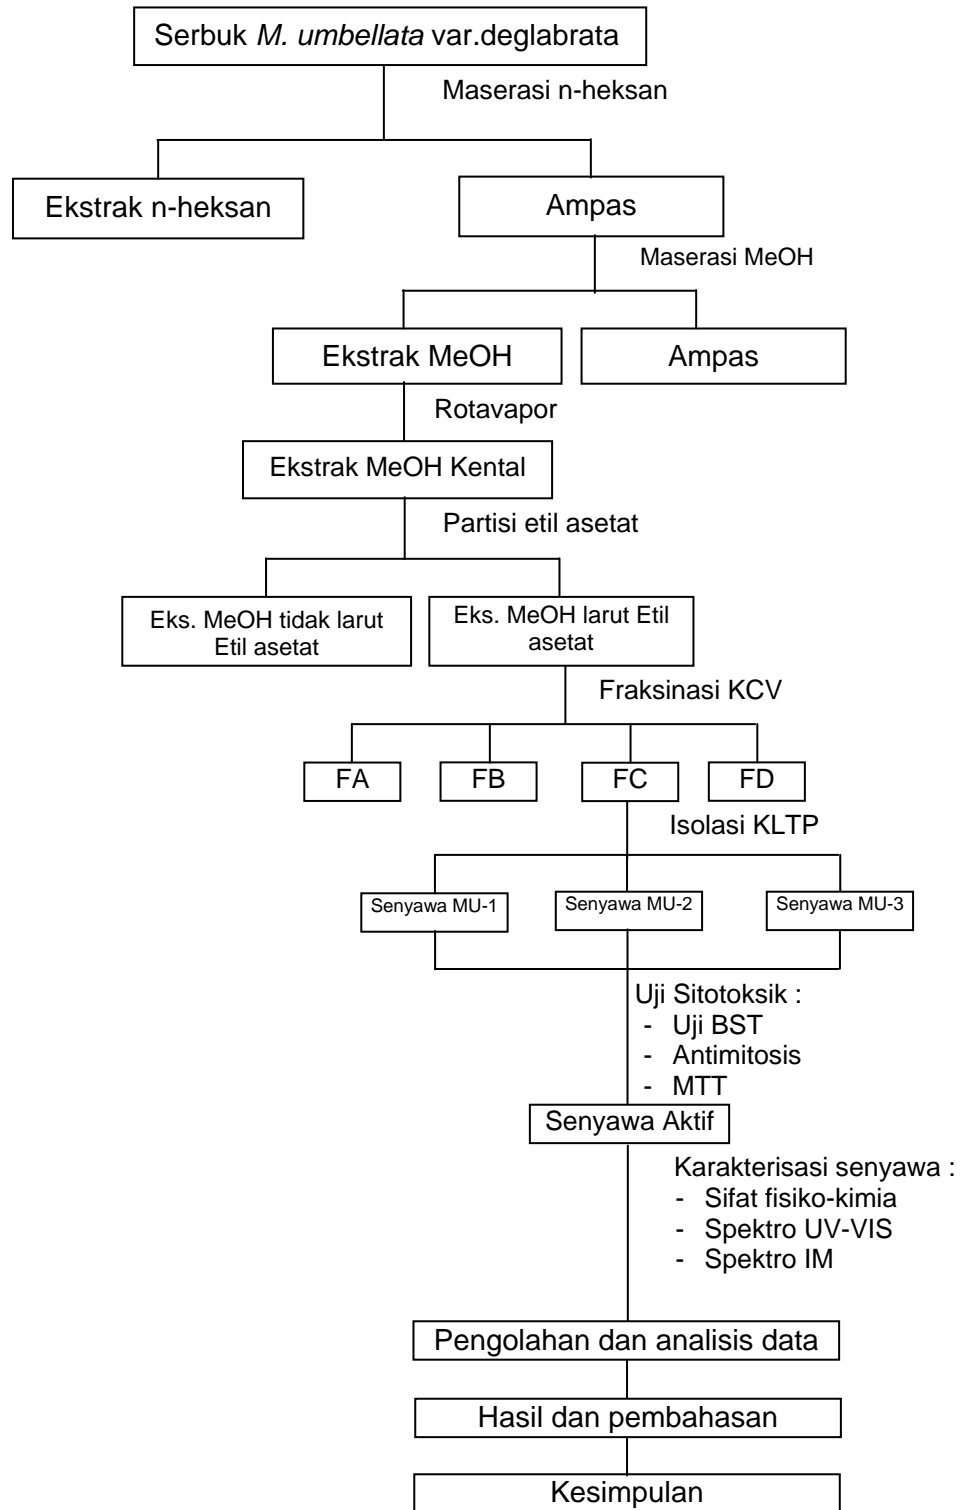 Serbuk M. umbellata var.deglabrata
Maserasi n-heksan
Ekstrak n-heksan
Ampas
Maserasi MeOH
Ekstrak MeOH
Ampas
Rotavapor
Ekstrak MeOH Kental
Partisi etil asetat
Eks. MeOH tidak larut
Etil asetat
Eks. MeOH larut Etil
asetat
Fraksinasi KCV
FA
FB
FC
FD
Isolasi KLTP
Senyawa MU-1
Senyawa MU-2
Senyawa MU-3
Uji Sitotoksik :
- Uji BST
- Antimitosis
- MTT
Senyawa Aktif
Karakterisasi senyawa :
- Sifat fisiko-kimia
- Spektro UV-VIS
- Spektro IM
Pengolahan dan analisis data
Hasil dan pembahasan
Kesimpulan